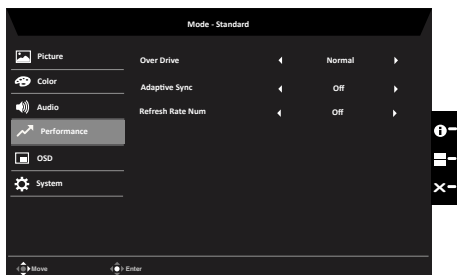 Mode - Standard
Picture
Over Drive Normal
Color
Adaptive Sync Off
Audio
Refresh Rate Num Off
Performance
OSD
System
Move Enter